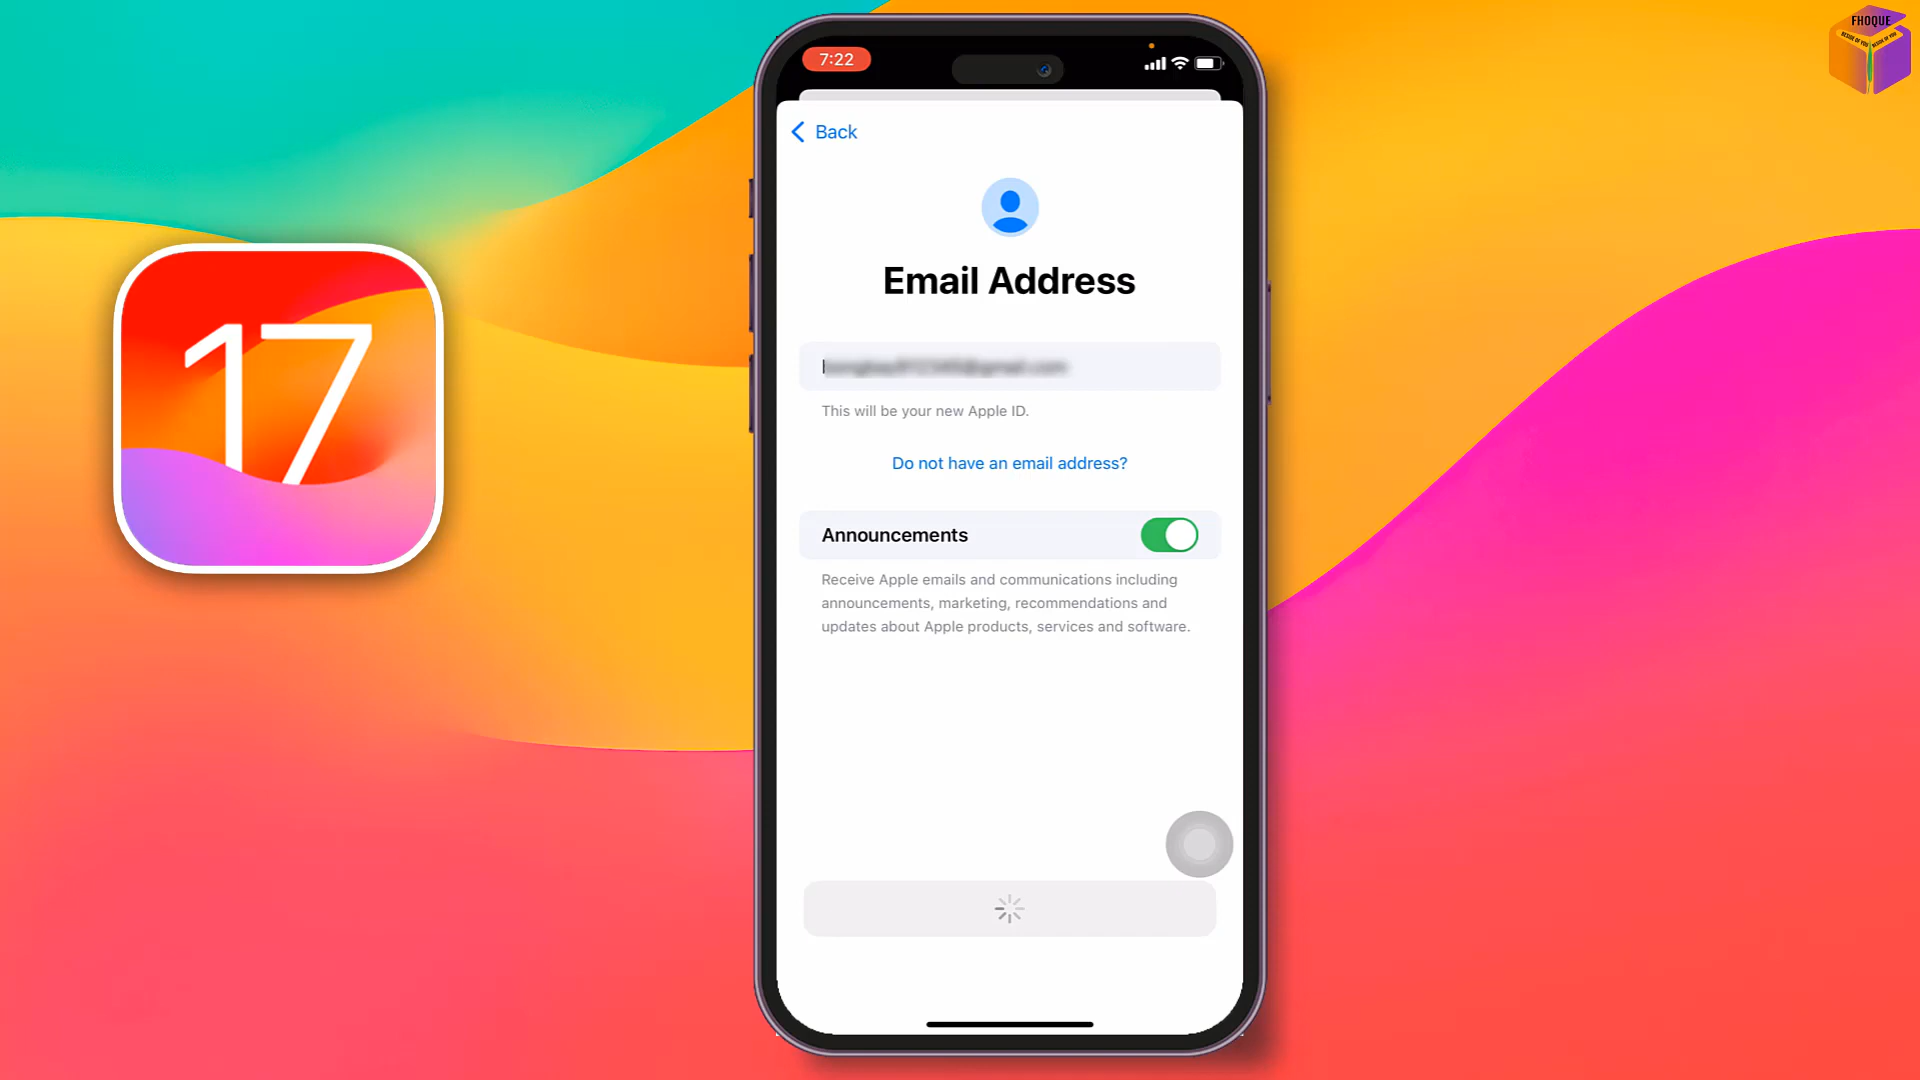 FHOQUE
7:22
Back
17
Email Address
This will be your new Apple ID.
Do not have an email address?
Announcements
Receive Apple emails and communications including
announcements, marketing, recommendations and
updates about Apple products, services and software.